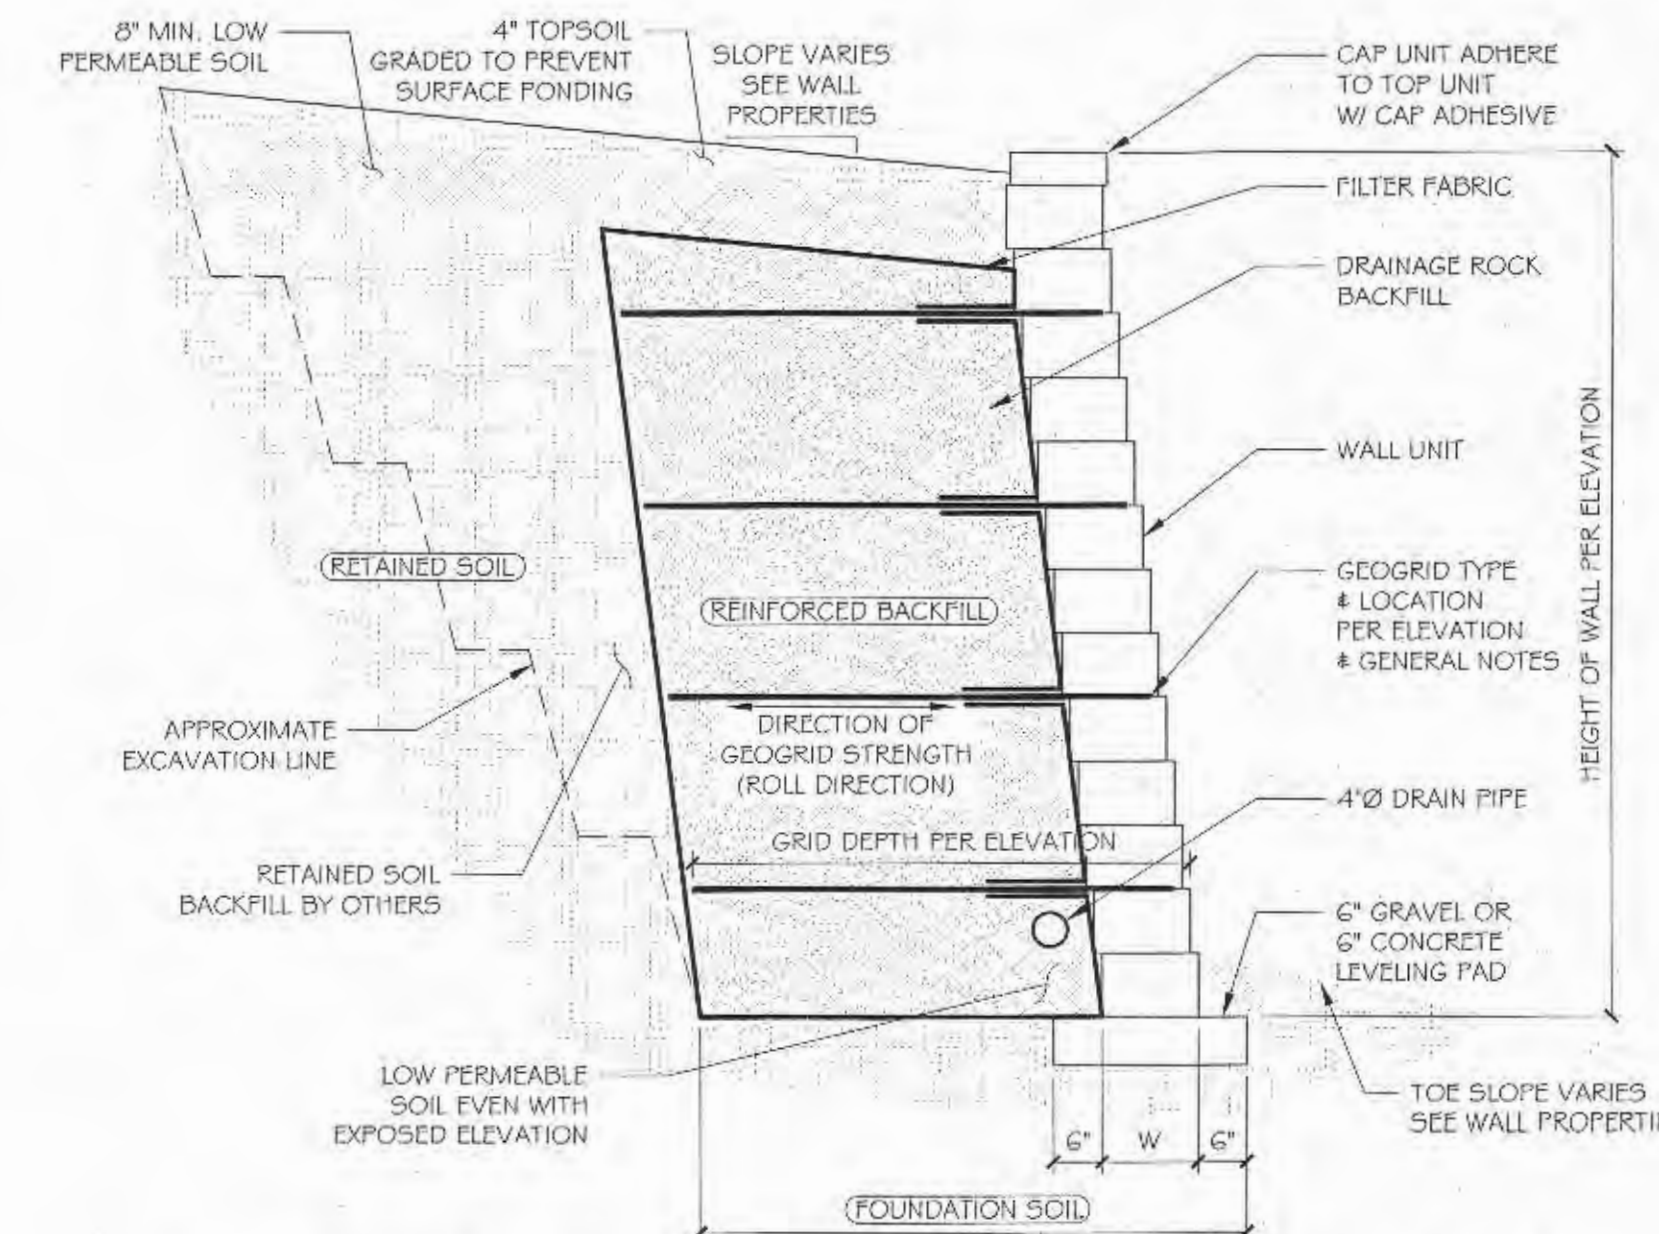 8" MIN. LOW
PERMEABLE SOIL
4" TOPSOIL
GRADED TO PREVENT
SURFACE PONDING
SLOPE VARIES
SEE WALL
PROPERTIES
CAP UNIT ADHERE
TO TOP UNIT
W/ CAP ADHESIVE
FILTER FABRIC
DRAINAGE ROCK
BACKFILL
WALL UNIT
HEIGHT OF WALL PER ELEVATION
RETAINED SOIL
REINFORCED BACKFILL
GEOGRID TYPE
& LOCATION
PER ELEVATION
& GENERAL NOTES
APPROXIMATE
EXCAVATION LINE
DIRECTION OF
GEOGRID STRENGTH
(ROLL DIRECTION)
4"Ø DRAIN PIPE
GRID DEPTH PER ELEVATION
RETAINED SOIL
BACKFILL BY OTHERS
6" GRAVEL OR
6" CONCRETE
LEVELING PAD
LOW PERMEABLE
SOIL EVEN WITH
EXPOSED ELEVATION
TOE SLOPE VARIES
SEE WALL
6" W 6"
FOUNDATION SOIL